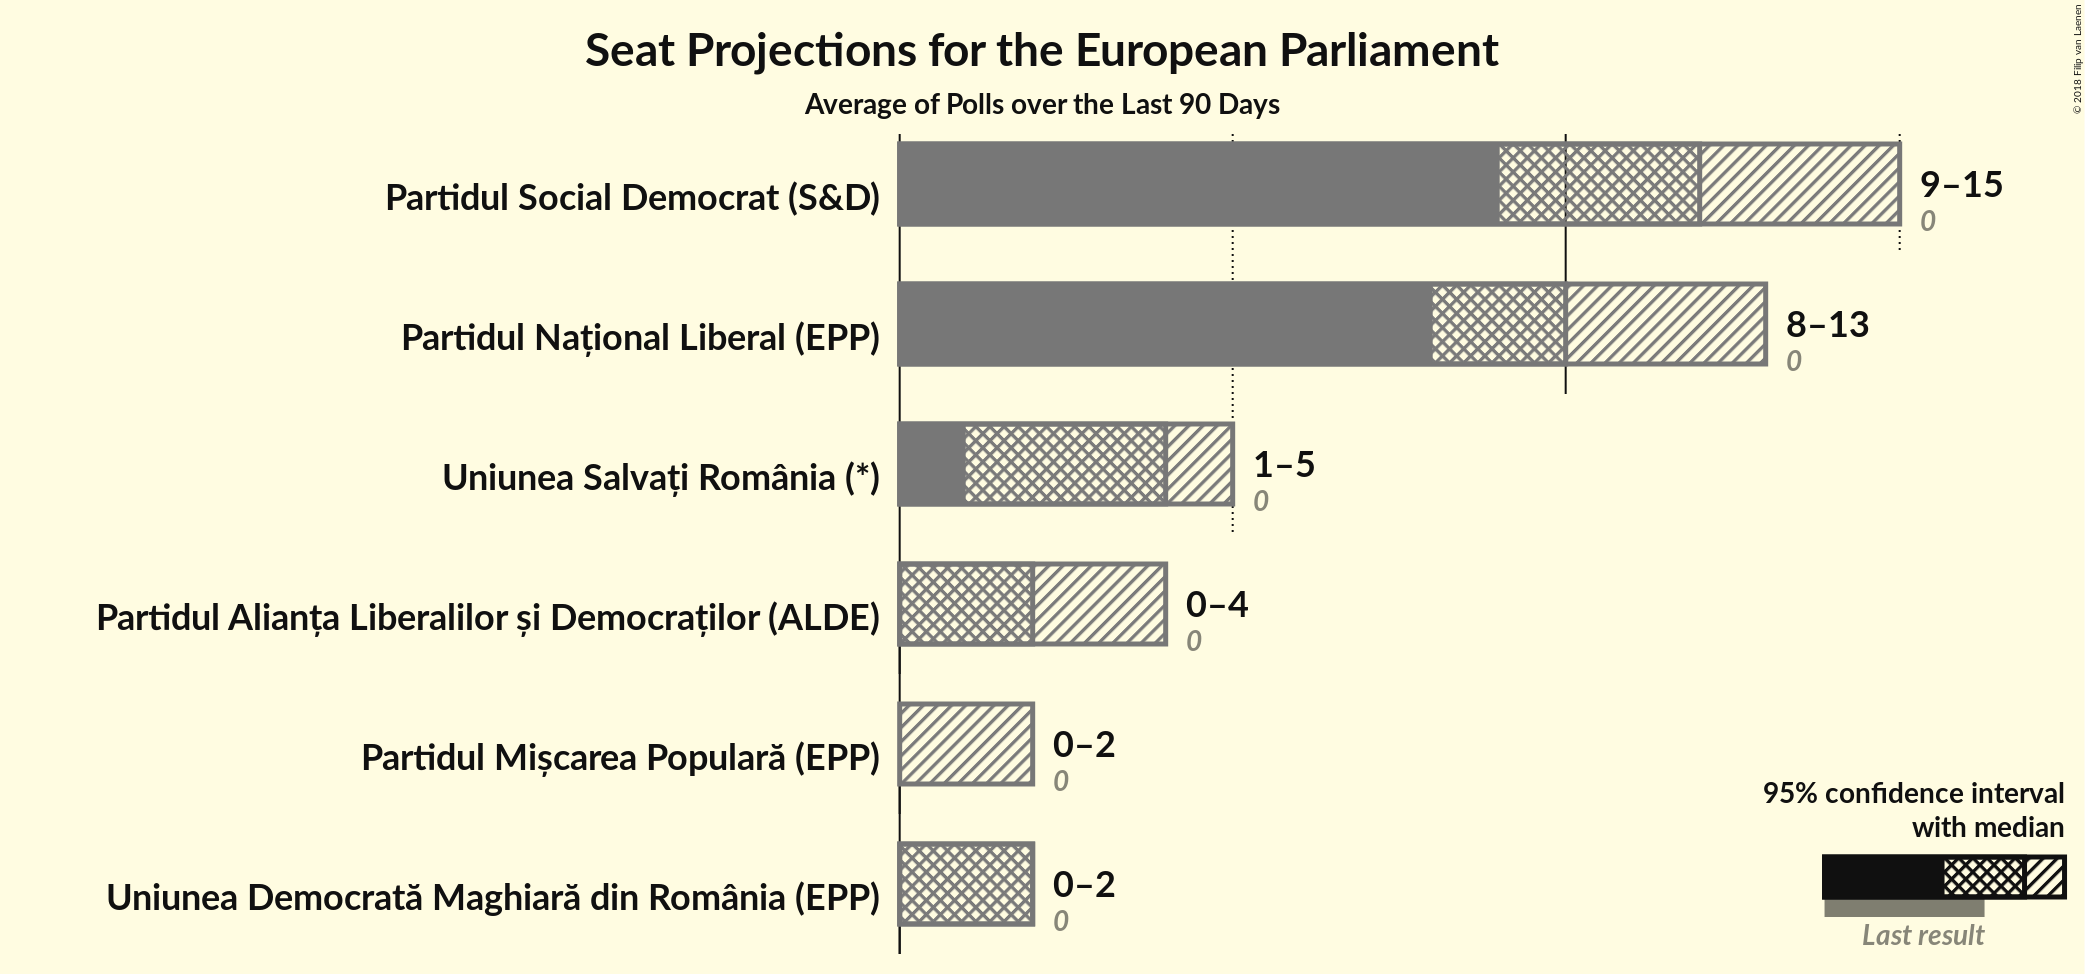 Seat Projections for the European Parliament
Average of Polls over the Last 90 Days
© 2018 Filip van Laenen
Partidul Social Democrat (S&D)
9–15
0
Partidul Național Liberal (EPP)
8–13
0
Uniunea Salvați România (*)
1–5
0
Partidul Alianța Liberalilor și Democraților (ALDE)
0–4
0
Partidul Mișcarea Populară (EPP)
0–2
0
Uniunea Democrată Maghiară din România (EPP)
0–2
0
95% confidence interval
with median
Last result